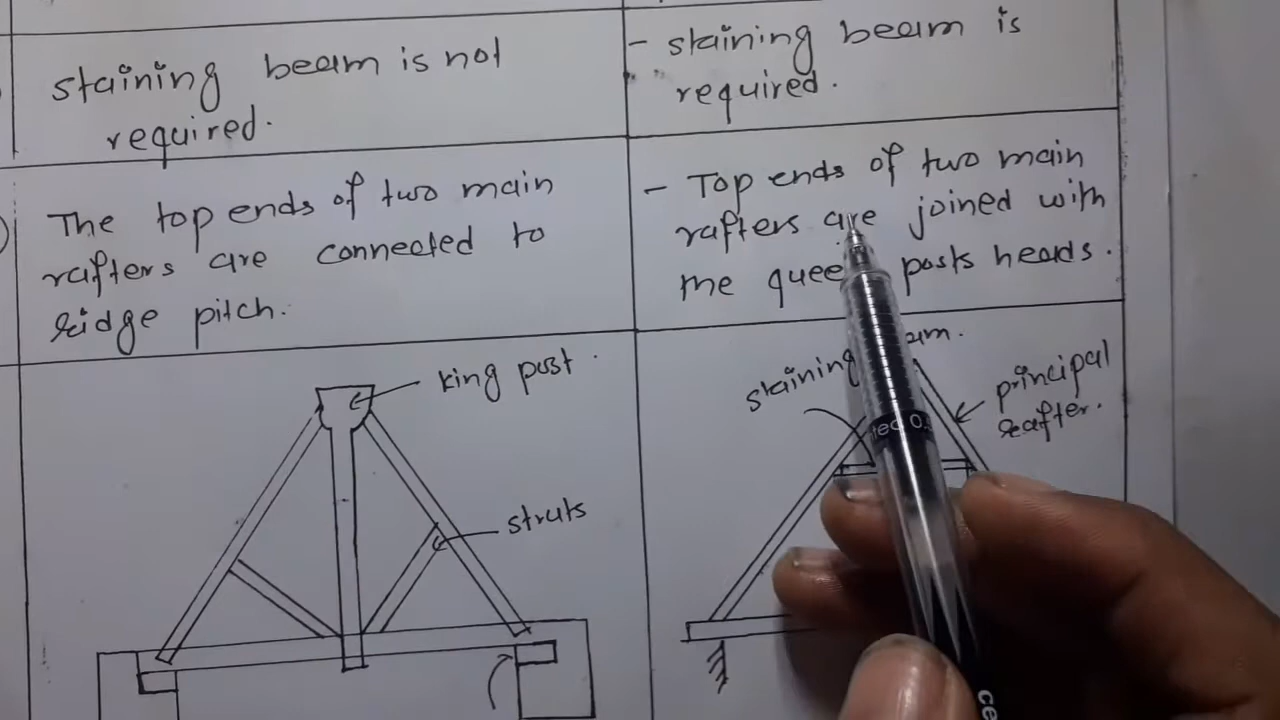 staining beam is not
required.
- staining beam is
required.
The top ends of two main
rafters are connected to
ridge pitch.
- Top ends of two main
rafters are joined with
the queen posts heads.
king post
struts
staining
principal
rafter.